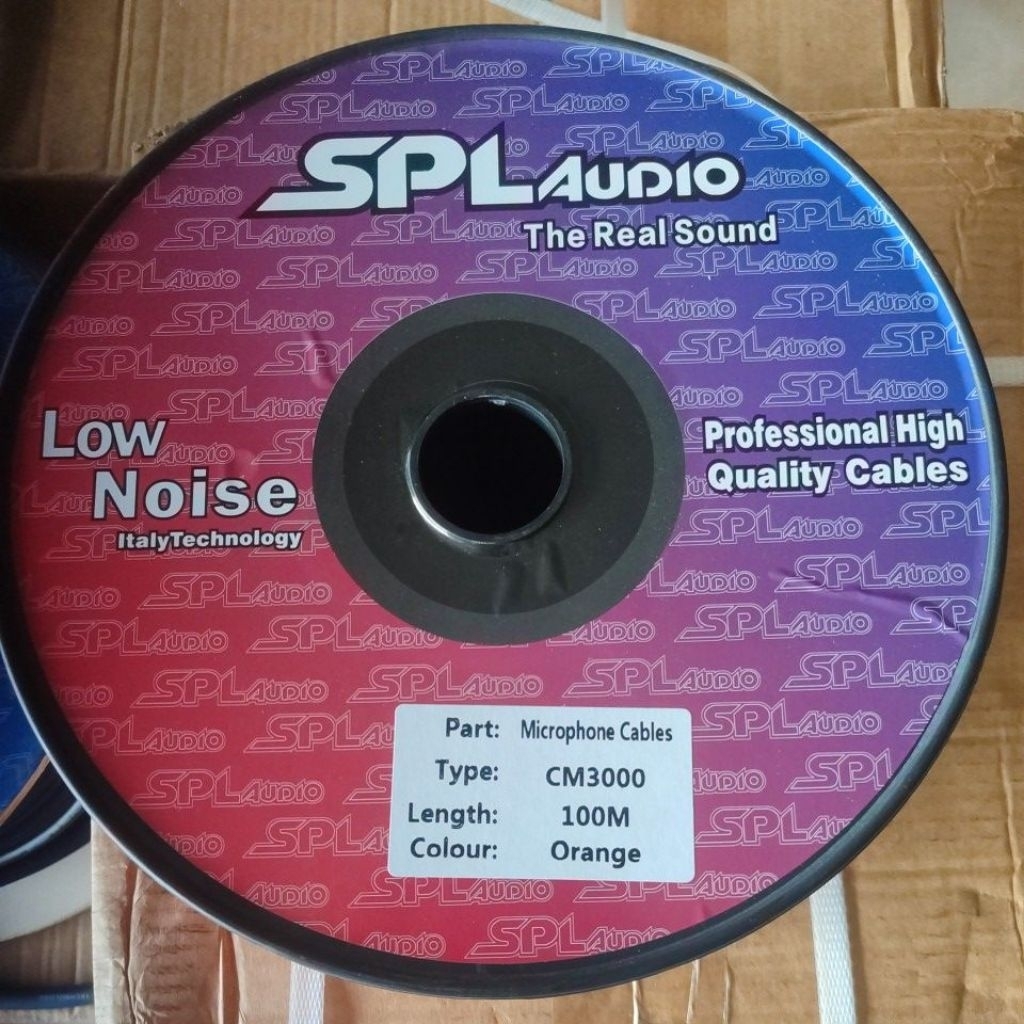 SPL AUDIO
The Real Sound
Low
Noise
ItalyTechnology
Professional High
Quality Cables
Part: Microphone Cables
Type: CM3000
Length: 100M
Colour: Orange